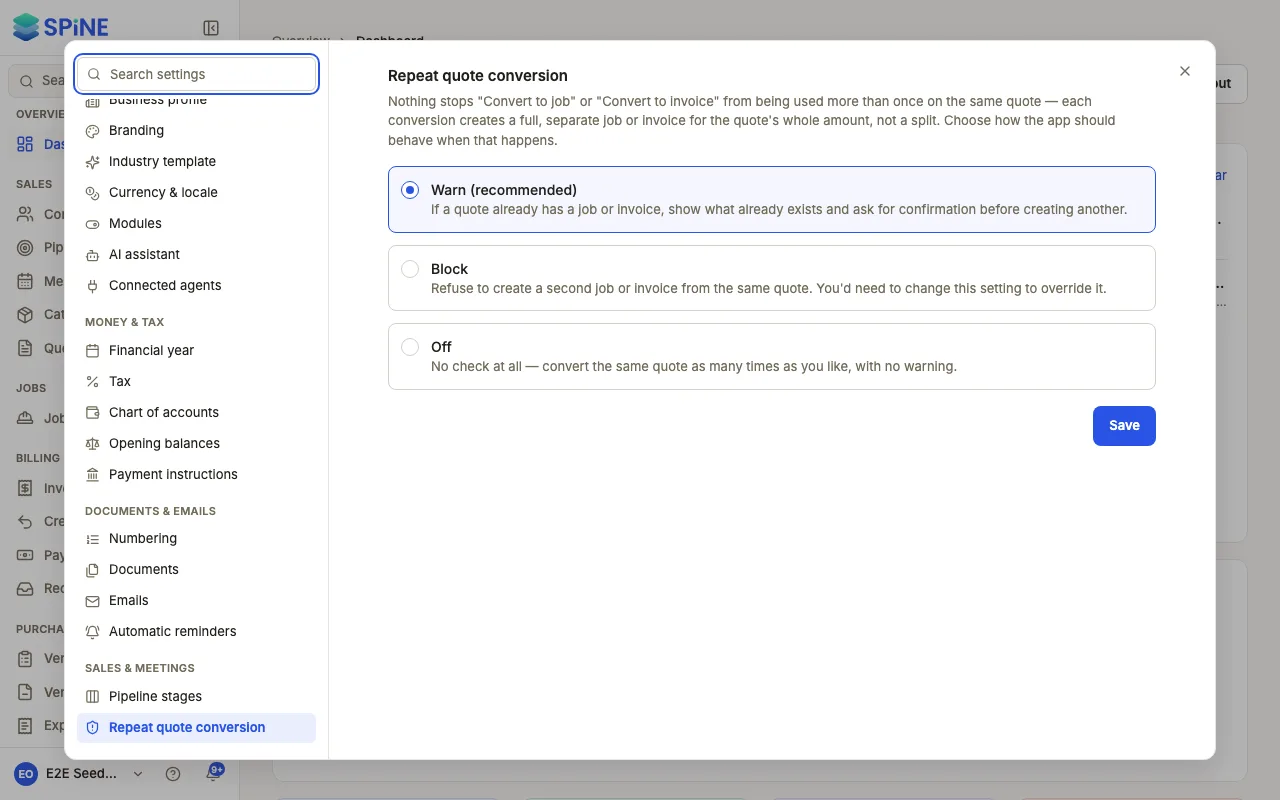 SPiNE
Overview > Dashboard
Sea
out
OVERVIE
Das
SALES
Con
Pip
Me
Cat
Quo
JOBS
Job
BILLING
Invo
Cre
Pay
Rec
PURCHA
Ven
Ven
Exp
EO E2E Seed...
9+
Search settings
Business profile
Branding
Industry template
Currency & locale
Modules
AI assistant
Connected agents
MONEY & TAX
Financial year
Tax
Chart of accounts
Opening balances
Payment instructions
DOCUMENTS & EMAILS
Numbering
Documents
Emails
Automatic reminders
SALES & MEETINGS
Pipeline stages
Repeat quote conversion
Repeat quote conversion
Nothing stops "Convert to job" or "Convert to invoice" from being used more than once on the same quote — each
conversion creates a full, separate job or invoice for the quote's whole amount, not a split. Choose how the app should
behave when that happens.
Warn (recommended)
If a quote already has a job or invoice, show what already exists and ask for confirmation before creating another.
Block
Refuse to create a second job or invoice from the same quote. You'd need to change this setting to override it.
Off
No check at all — convert the same quote as many times as you like, with no warning.
Save
ar